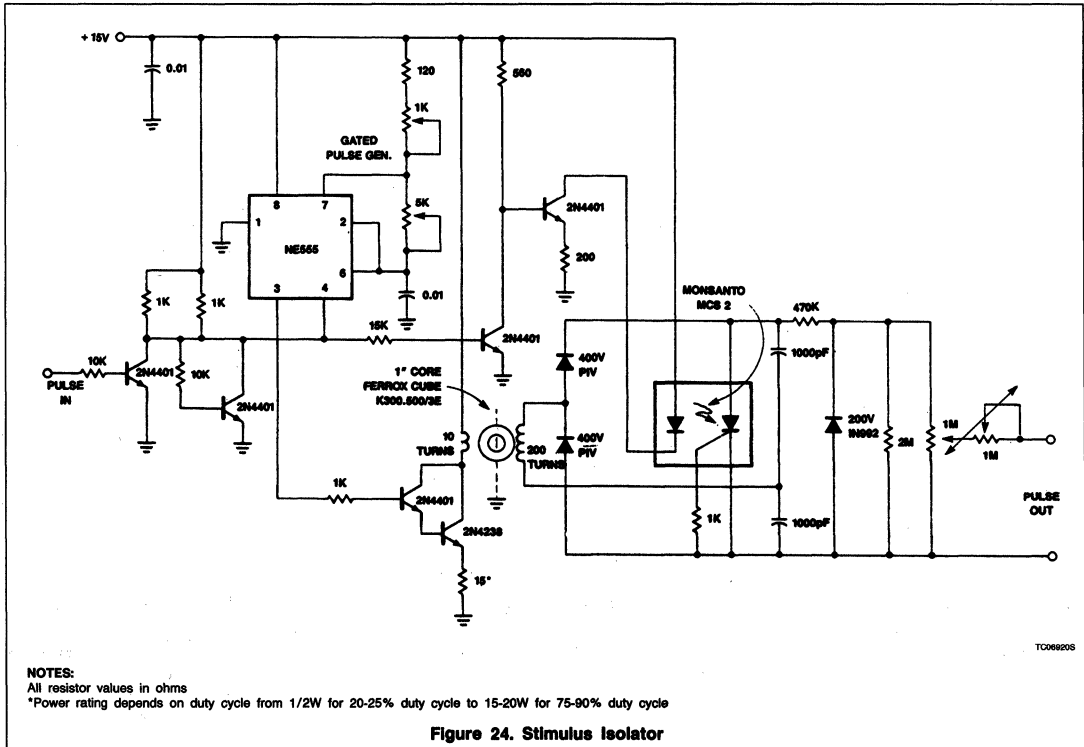 + 15V
0.01
120
560
1K
GATED
PULSE GEN.
8
7
5K
2N4401
1
2
NE555
200
6
MONSANTO
MCS 2
1K
1K
3
4
0.01
470K
15K
2N4401
1000pF
10K
2N4401
400V
PIV
1" CORE
FERROX CUBE
K300.500/3E
PULSE
IN
10K
2N4401
200V
IN982
1M
10
TURNS
200
TURNS
400V
PIV
2M
1M
1K
2N4401
1K
1000pF
PULSE
OUT
2N4238
15*
TC06920S
NOTES:
All resistor values in ohms
*Power rating depends on duty cycle from 1/2W for 20-25% duty cycle to 15-20W for 75-90% duty cycle
Figure 24. Stimulus Isolator